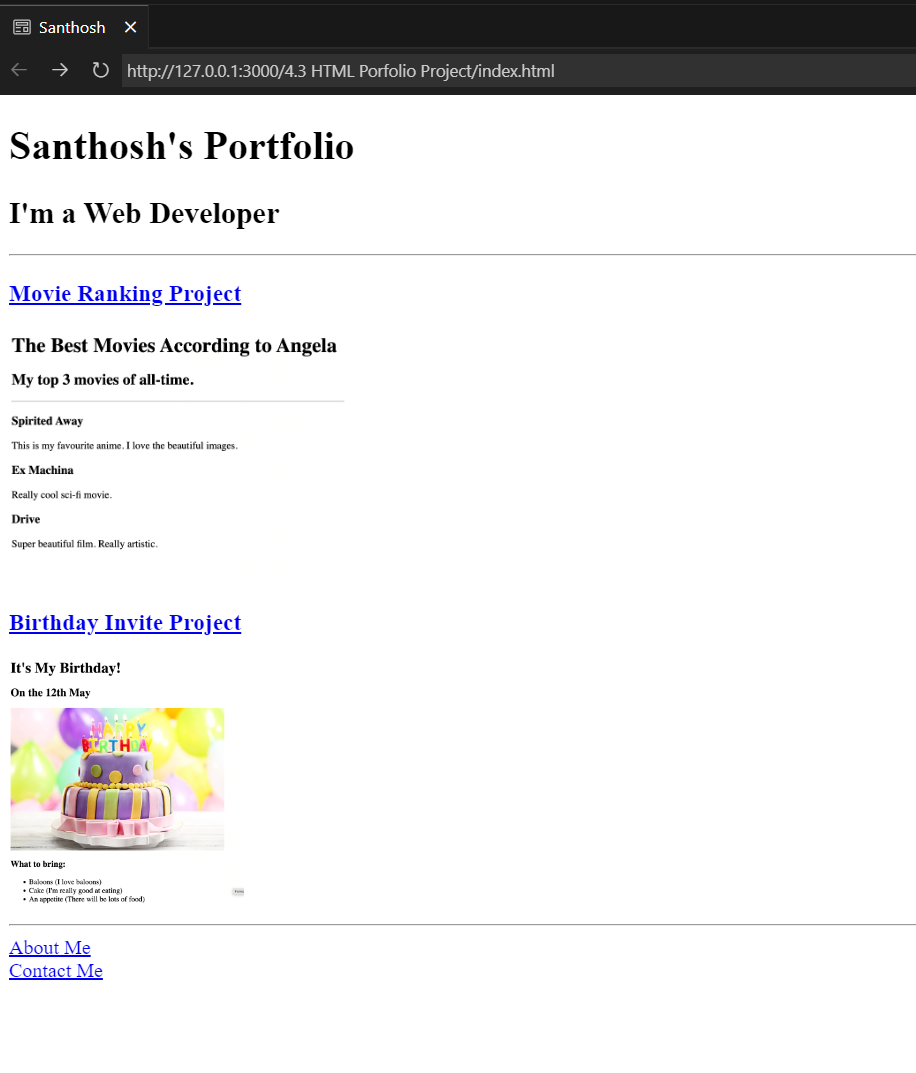 Santhosh
http://127.0.0.1:3000/4.3 HTML Porfolio Project/index.html
Santhosh's Portfolio
I'm a Web Developer
Movie Ranking Project
The Best Movies According to Angela
My top 3 movies of all-time.
Spirited Away
This is my favourite anime. I love the beautiful images.
Ex Machina
Really cool sci-fi movie.
Drive
Super beautiful film. Really artistic.
Birthday Invite Project
It's My Birthday!
On the 12th May
HAPPY
BIRTHDAY
What to bring:
• Baloons (I love baloons)
• Cake (I'm really good at eating)
• An appetite (There will be lots of food)
About Me
Contact Me